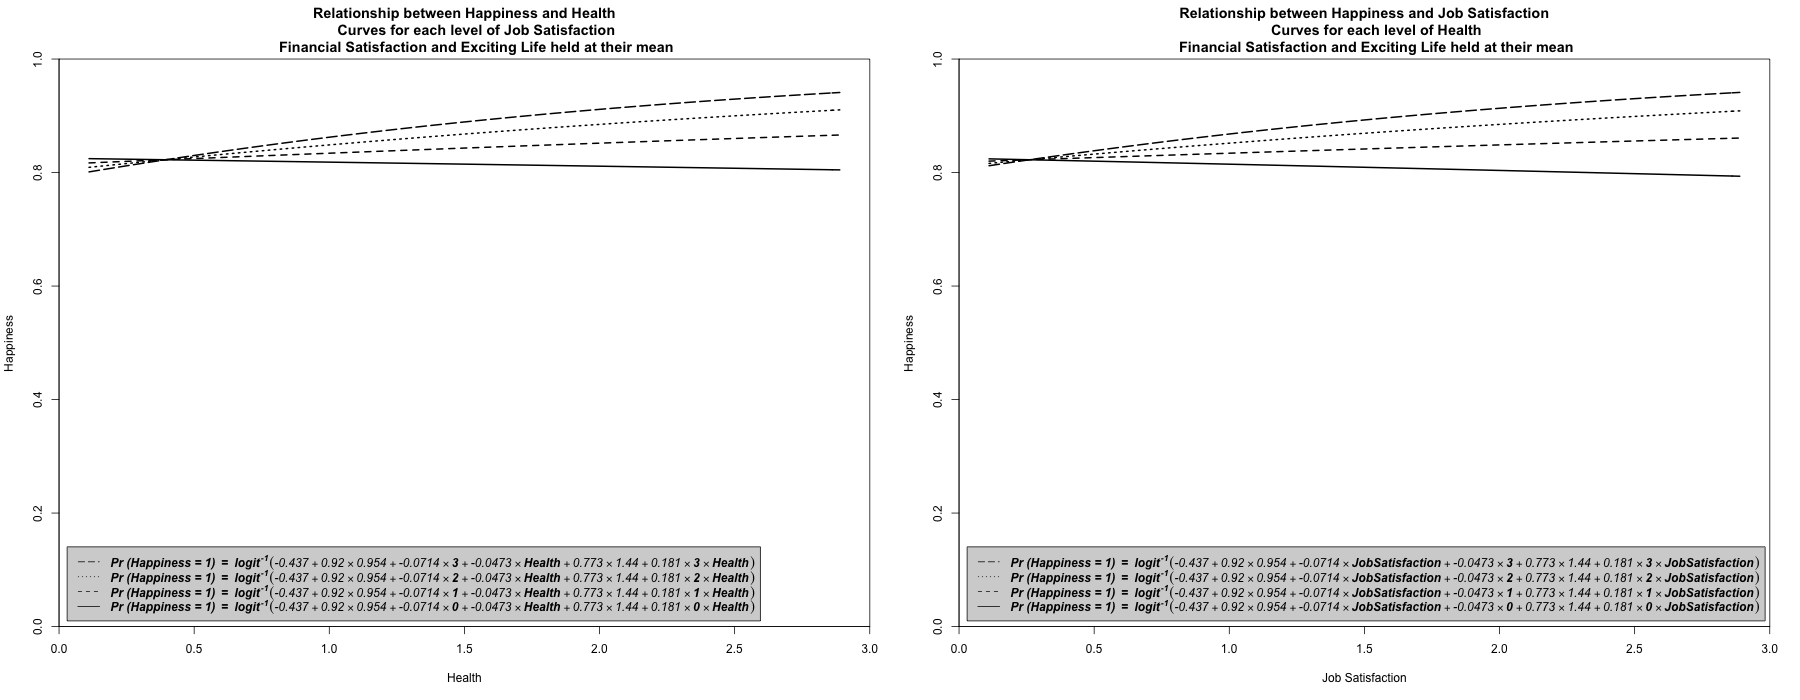 Relationship between Happiness and Health
Curves for each level of Job Satisfaction
Financial Satisfaction and Exciting Life held at their mean
1.0
0.8
0.6
0.4
0.2
0.0
Happiness
Pr (Happiness = 1) = logit⁻¹(-0.437 + 0.92 × 0.954 + -0.0714 × 3 + -0.0473 × Health + 0.773 × 1.44 + 0.181 × 3 × Health)
Pr (Happiness = 1) = logit⁻¹(-0.437 + 0.92 × 0.954 + -0.0714 × 2 + -0.0473 × Health + 0.773 × 1.44 + 0.181 × 2 × Health)
Pr (Happiness = 1) = logit⁻¹(-0.437 + 0.92 × 0.954 + -0.0714 × 1 + -0.0473 × Health + 0.773 × 1.44 + 0.181 × 1 × Health)
Pr (Happiness = 1) = logit⁻¹(-0.437 + 0.92 × 0.954 + -0.0714 × 0 + -0.0473 × Health + 0.773 × 1.44 + 0.181 × 0 × Health)
0.0 0.5 1.0 1.5 2.0 2.5 3.0
Health
Relationship between Happiness and Job Satisfaction
Curves for each level of Health
Financial Satisfaction and Exciting Life held at their mean
1.0
0.8
0.6
0.4
0.2
0.0
Happiness
Pr (Happiness = 1) = logit⁻¹(-0.437 + 0.92 × 0.954 + -0.0714 × JobSatisfaction + -0.0473 × 3 + 0.773 × 1.44 + 0.181 × 3 × JobSatisfaction)
Pr (Happiness = 1) = logit⁻¹(-0.437 + 0.92 × 0.954 + -0.0714 × JobSatisfaction + -0.0473 × 2 + 0.773 × 1.44 + 0.181 × 2 × JobSatisfaction)
Pr (Happiness = 1) = logit⁻¹(-0.437 + 0.92 × 0.954 + -0.0714 × JobSatisfaction + -0.0473 × 1 + 0.773 × 1.44 + 0.181 × 1 × JobSatisfaction)
Pr (Happiness = 1) = logit⁻¹(-0.437 + 0.92 × 0.954 + -0.0714 × JobSatisfaction + -0.0473 × 0 + 0.773 × 1.44 + 0.181 × 0 × JobSatisfaction)
0.0 0.5 1.0 1.5 2.0 2.5 3.0
Job Satisfaction